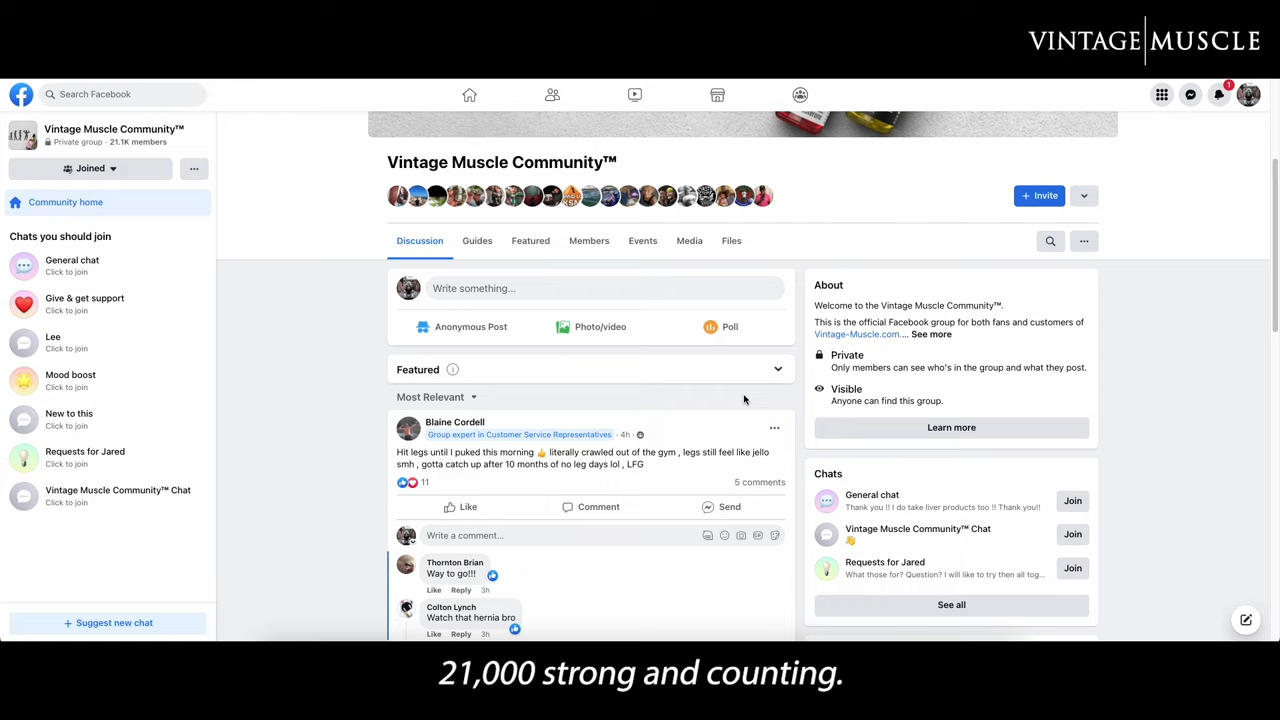 VINTAGE|MUSCLE
Search Facebook
1
Vintage Muscle Community™
Private group · 21.1K members
Joined
Community home
Chats you should join
General chat
Click to join
Give & get support
Click to join
Lee
Click to join
Mood boost
Click to join
New to this
Click to join
Requests for Jared
Click to join
Vintage Muscle Community™ Chat
Click to join
+ Suggest new chat
Vintage Muscle Community™
+ Invite
Discussion Guides Featured Members Events Media Files
Write something...
Anonymous Post Photo/video Poll
Featured
Most Relevant
Blaine Cordell
Group expert in Customer Service Representatives · 4h ·
Hit legs until I puked this morning 👍 literally crawled out of the gym , legs still feel like jello
smh , gotta catch up after 10 months of no leg days lol , LFG
11 5 comments
Like Comment Send
Write a comment...
Thornton Brian
Way to go!!!
Like Reply 3h
Colton Lynch
Watch that hernia bro
Like Reply 3h
About
Welcome to the Vintage Muscle Community™.
This is the official Facebook group for both fans and customers of
Vintage-Muscle.com.... See more
Private
Only members can see who's in the group and what they post.
Visible
Anyone can find this group.
Learn more
Chats
General chat
Thank you !! I do take liver products too !! Thank you!!
Join
Vintage Muscle Community™ Chat
👋
Join
Requests for Jared
What those for? Question? I will like to try then all tog...
Join
See all
21,000 strong and counting.